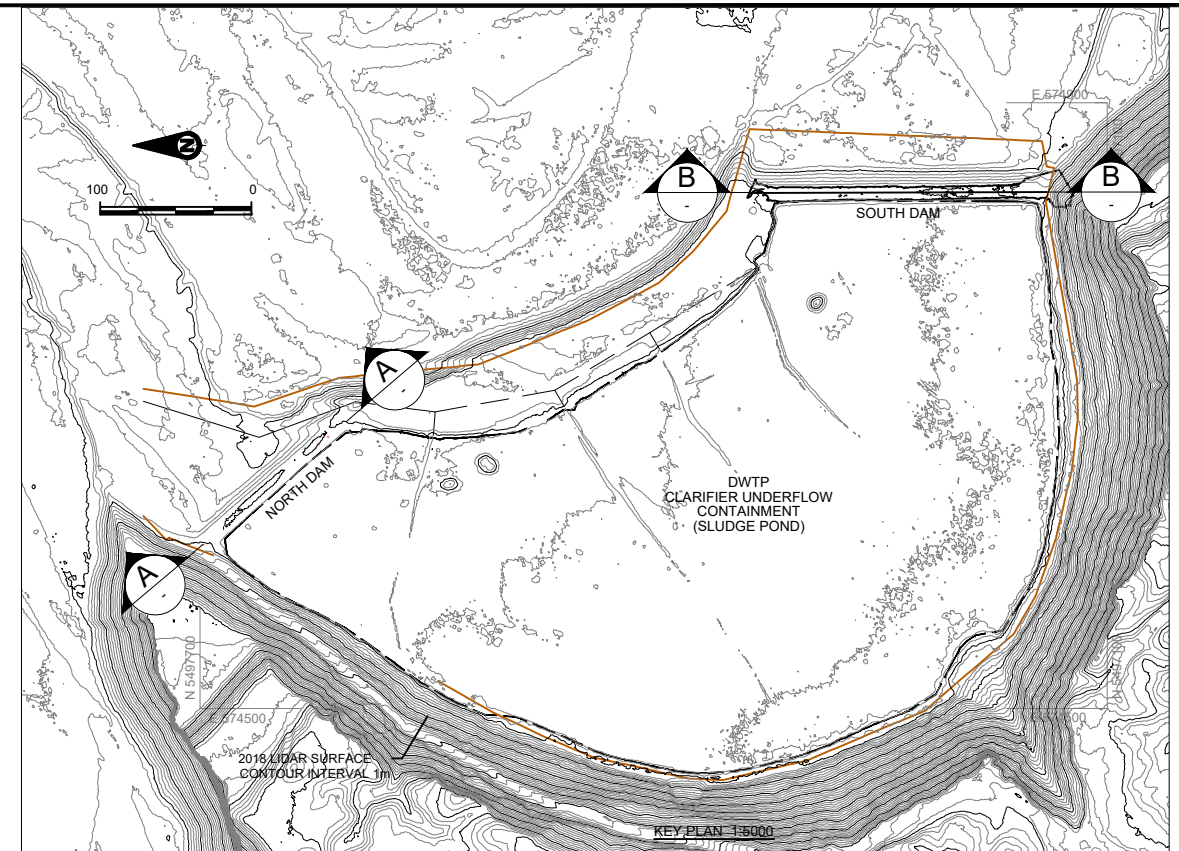 E 574900
N
100 0
B
B
-
-
SOUTH DAM
A
-
NORTH DAM
DWTP
CLARIFIER UNDERFLOW
CONTAINMENT
(SLUDGE POND)
A
-
N 5497700
E 574500
2018 LIDAR SURFACE
CONTOUR INTERVAL 1m
KEY PLAN 1:5000